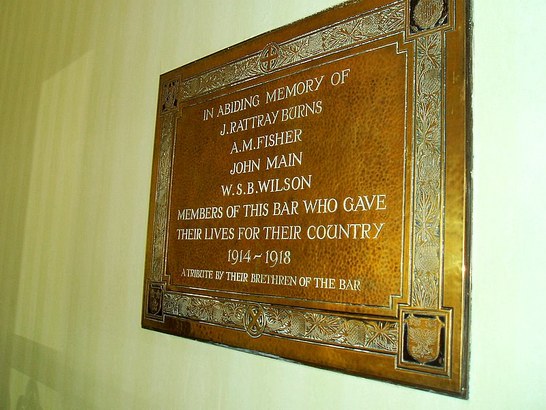 IN ABIDING MEMORY OF
J. RATTRAY BURNS
A. M. FISHER
JOHN MAIN
W. S. B. WILSON
MEMBERS OF THIS BAR WHO GAVE
THEIR LIVES FOR THEIR COUNTRY
1914 ~ 1918
A TRIBUTE BY THEIR BRETHREN OF THE BAR